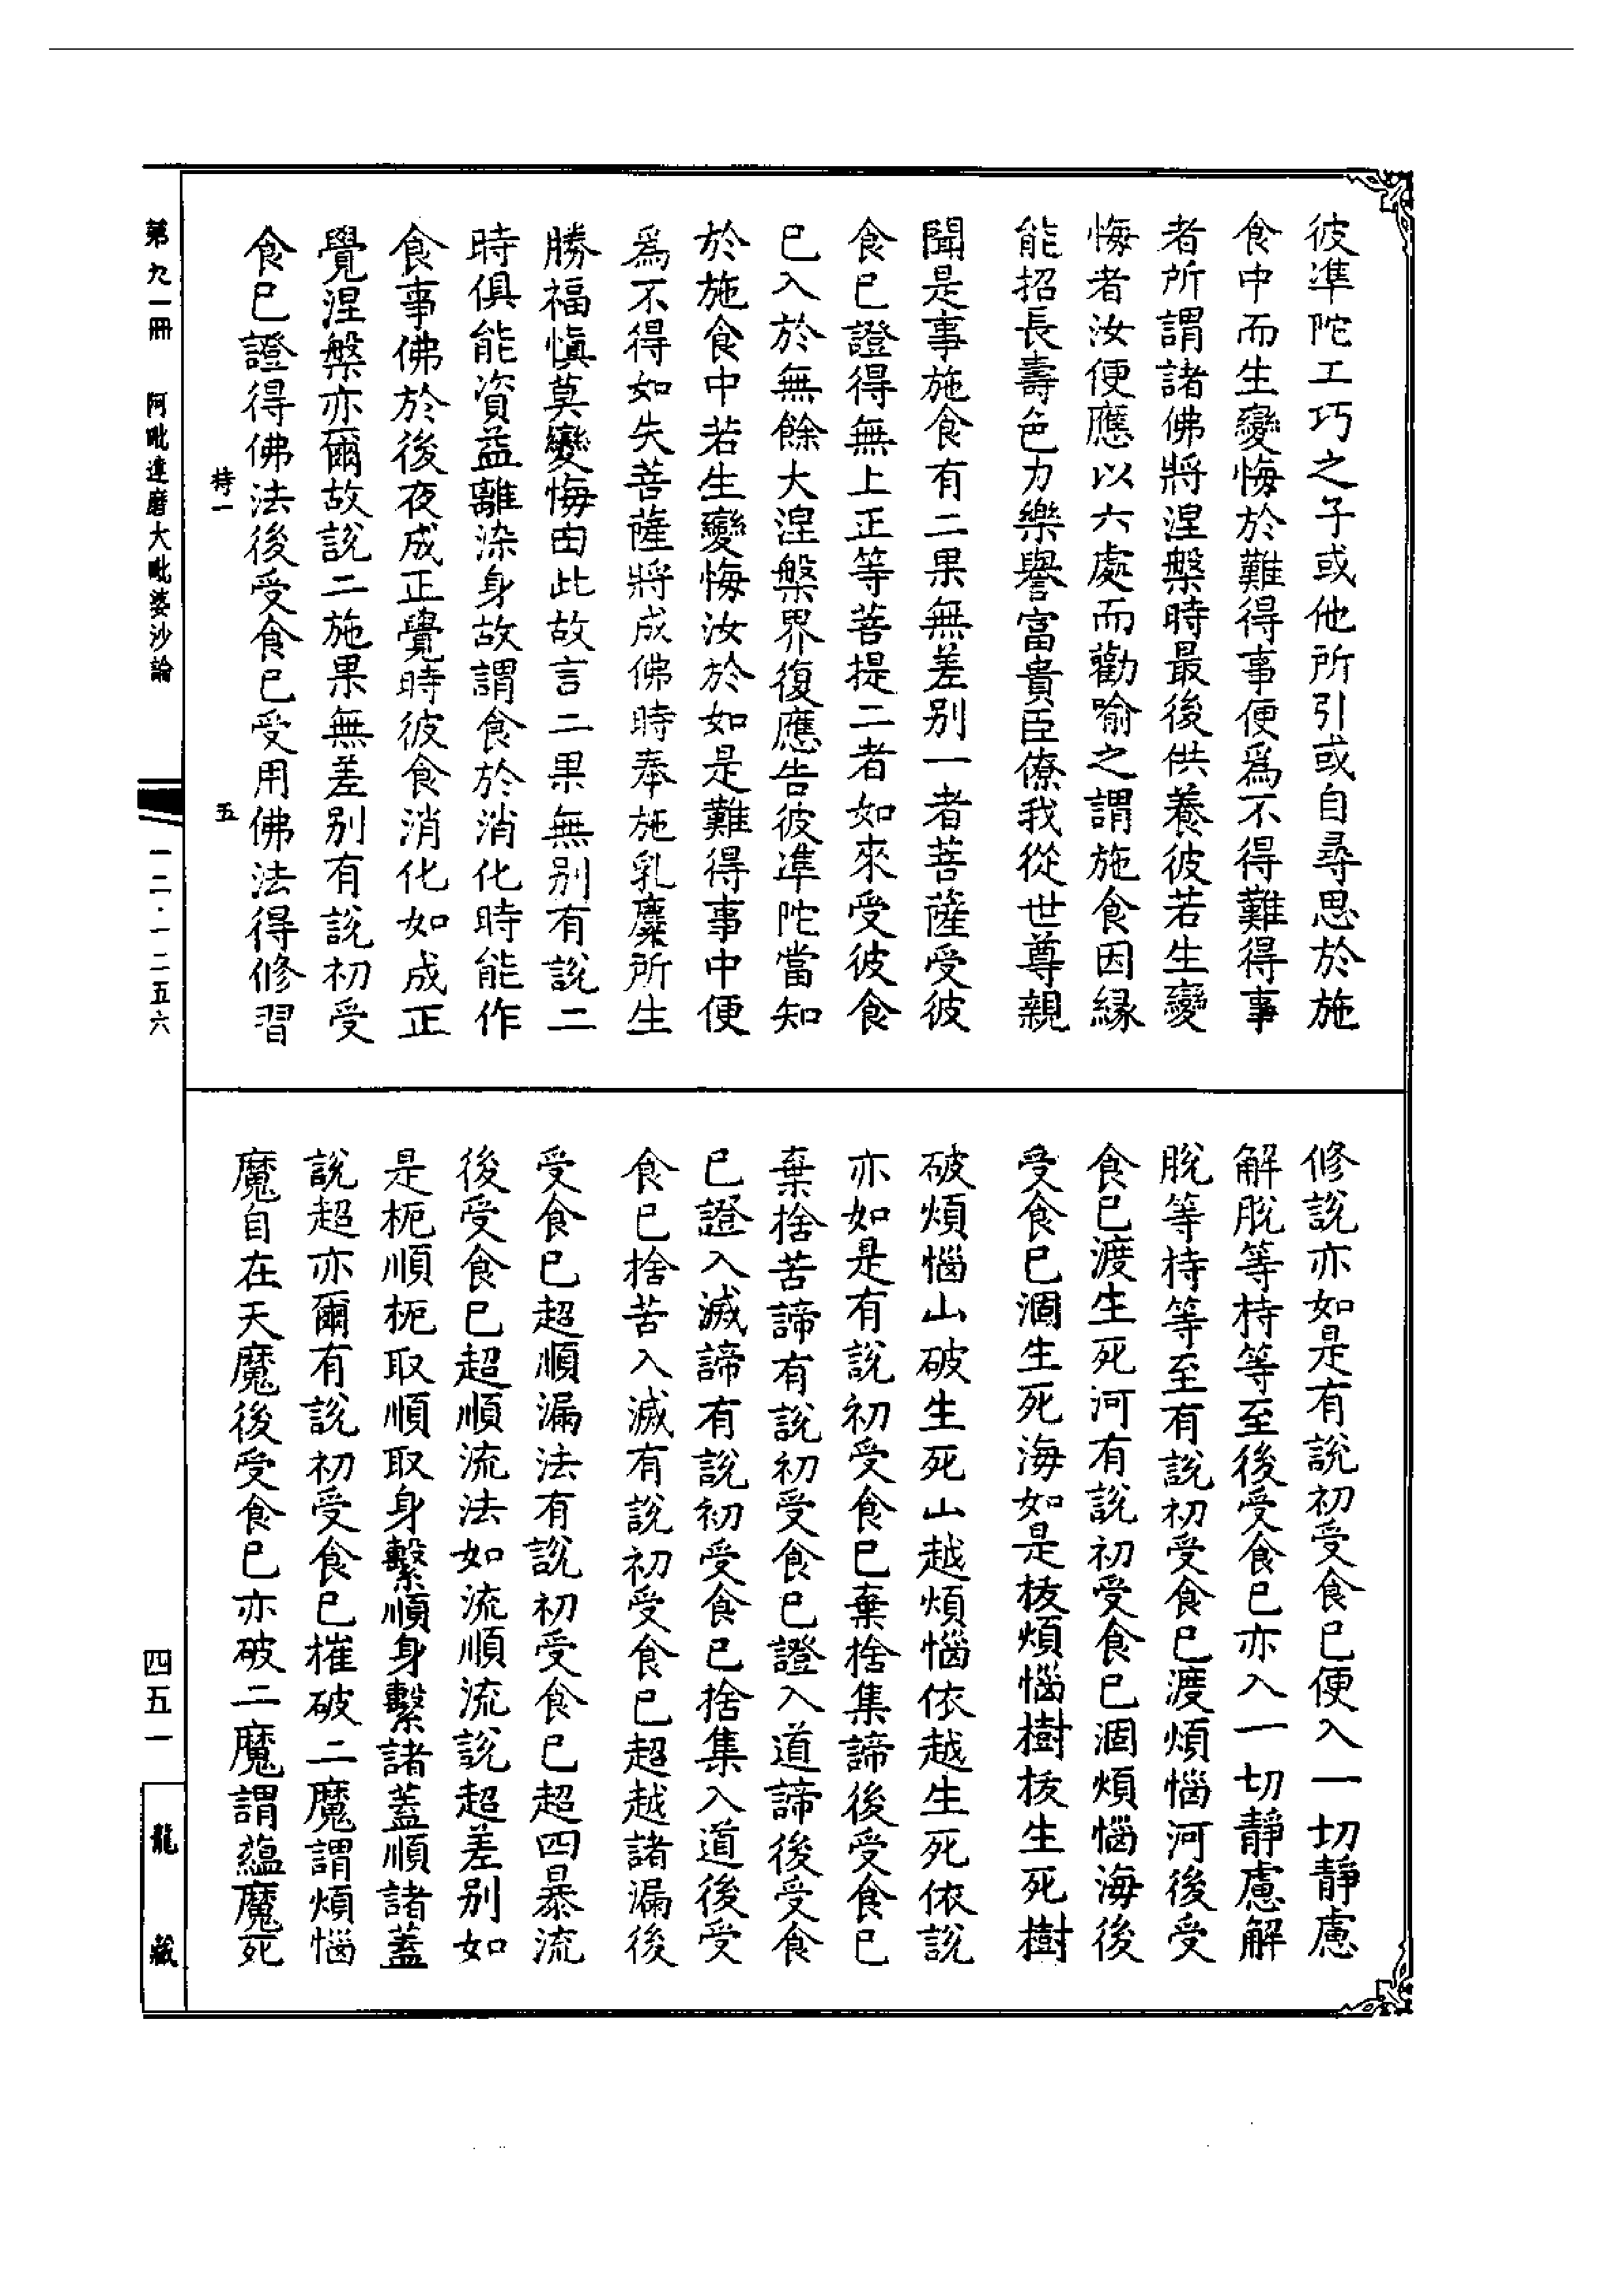 彼準陀工巧之子或他所引或自尋思於施
食中而生變悔於難得事便爲不得難得事
者所謂諸佛將涅槃時最後供養彼若生變
悔者汝便應以六處而勸喻之謂施食因緣
能招長壽色力樂譽富貴臣僚我從世尊親
聞是事施食有二果無差别一者菩薩受彼
食已證得無上正等菩提二者如來受彼食
已入於無餘大涅槃界復應告彼準陀當知
於施食中若生變悔汝於如是難得事中便
爲不得如失菩薩將成佛時奉施乳糜所生
勝福愼莫變悔由此故言二果無别有說二
時俱能資益離染身故謂食於消化時能作
食事佛於後夜成正覺時彼食消化如成正
覺涅槃亦爾故說二施果無差别有說初受
食已證得佛法後受食已受用佛法得修習
修說亦如是有說初受食已便入一切靜慮
解脫等持等至後受食已亦入一切靜慮解
脫等持等至有說初受食已渡煩惱河後受
食已渡生死河有說初受食已涸煩惱海後
受食已涸生死海如是拔煩惱樹拔生死樹
破煩惱山破生死山越煩惱依越生死依說
亦如是有說初受食已棄捨集諦後受食已
棄捨苦諦有說初受食已證入道諦後受食
已證入滅諦有說初受食已捨集入道後受
食已捨苦入滅有說初受食已超越諸漏後
受食已超順漏法有說初受食已超四暴流
後受食已超順流法如流順流說超差别如
是枙順枙取順取身繫順身繫諸蓋順諸蓋
說超亦爾有說初受食已摧破二魔謂煩惱
魔自在天魔後受食已亦破二魔謂蘊魔死
特一 五
第九一冊 阿毗達磨大毗婆沙論
一二·一二五六
四五一
龍藏